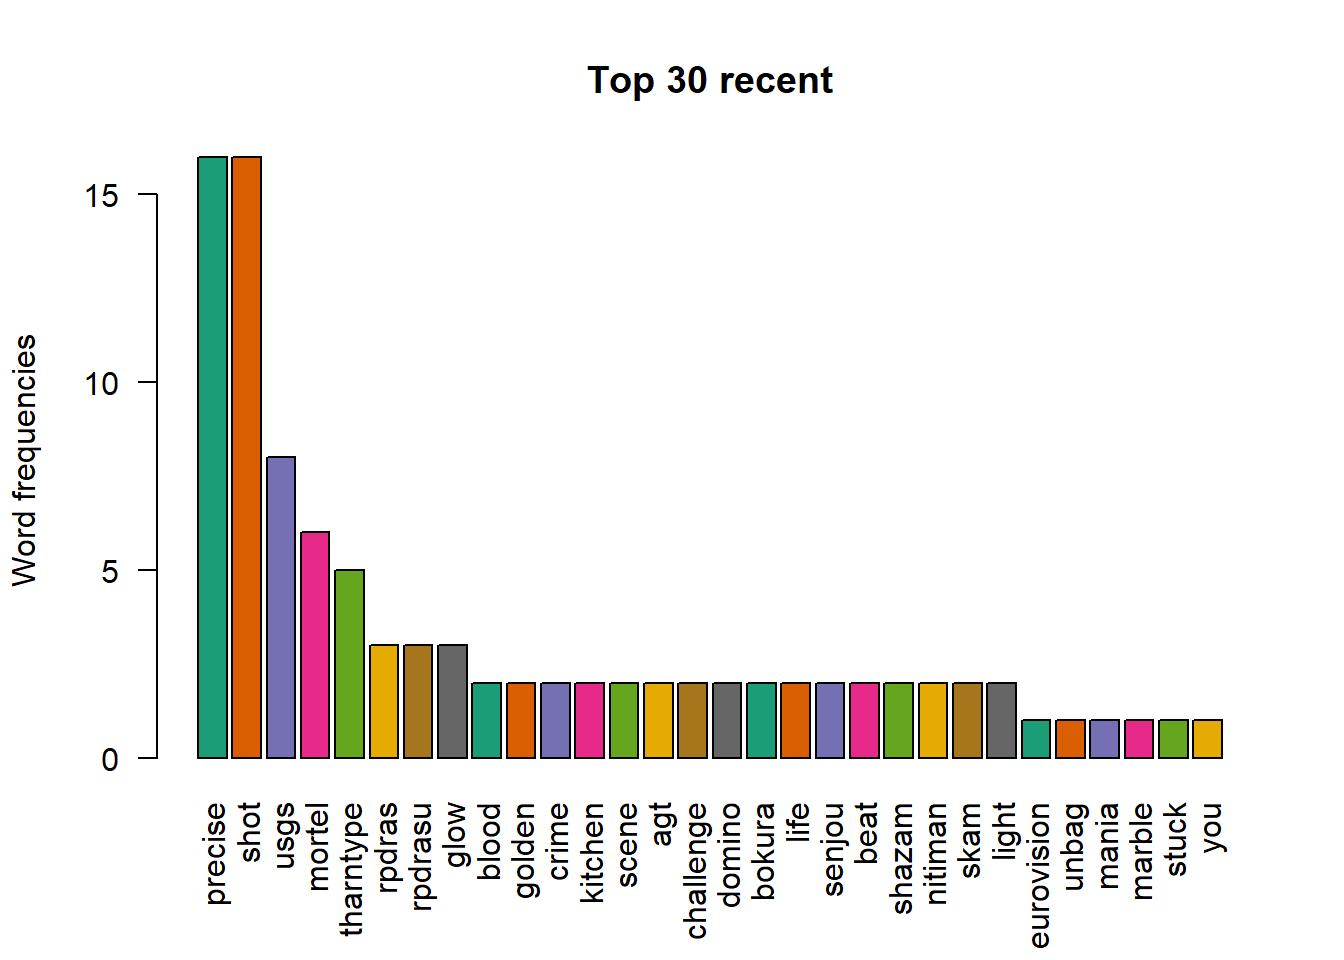 Top 30 recent
Word frequencies
15
10
5
0
precise
shot
usgs
mortel
tharntype
rpdras
rpdrasu
glow
blood
golden
crime
kitchen
scene
agt
challenge
domino
bokura
life
senjou
beat
shazam
nitiman
skam
light
eurovision
unbag
mania
marble
stuck
you